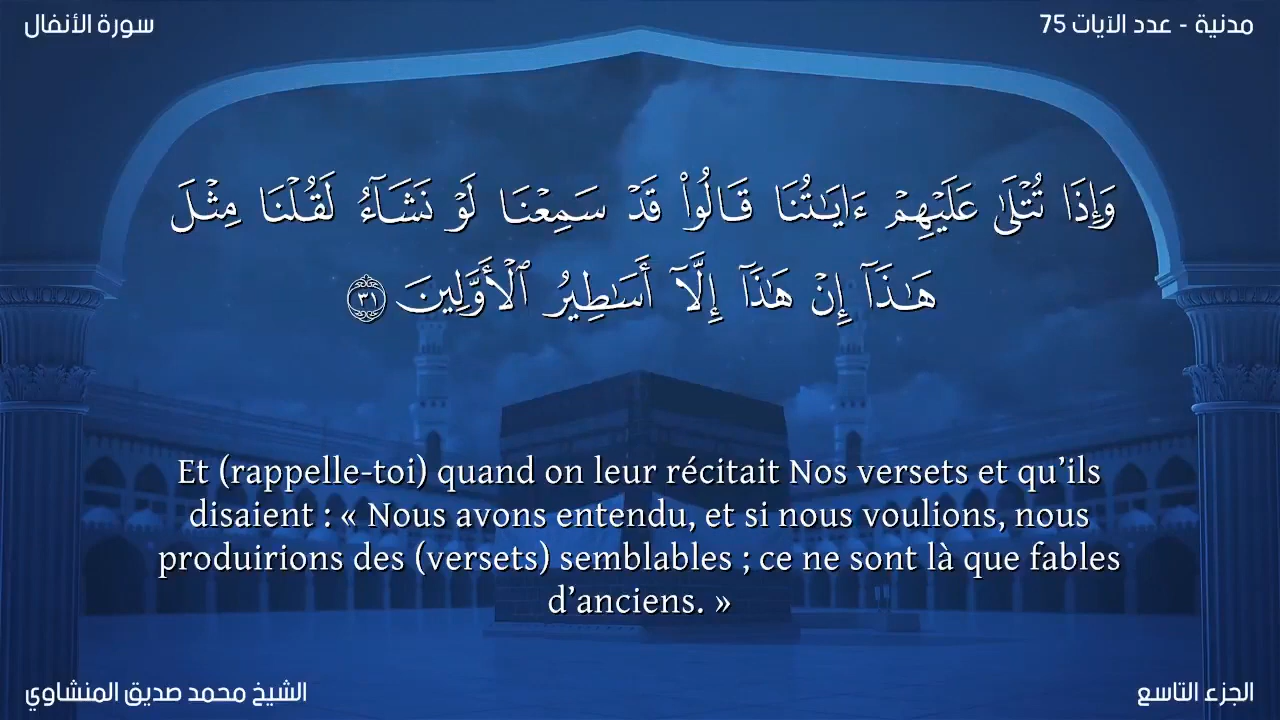 سورة الأنفال
مدنية - عدد الآيات 75
وَإِذَا تُتْلَىٰ عَلَيْهِمْ ءَايَـٰتُنَا قَالُوا۟ قَدْ سَمِعْنَا لَوْ نَشَآءُ لَقُلْنَا مِثْلَ
هَـٰذَآ إِنْ هَـٰذَآ إِلَّآ أَسَـٰطِيرُ ٱلْأَوَّلِينَ ٣١
Et (rappelle-toi) quand on leur récitait Nos versets et qu’ils
disaient : « Nous avons entendu, et si nous voulions, nous
produirions des (versets) semblables ; ce ne sont là que fables
d’anciens. »
الشيخ محمد صديق المنشاوي
الجزء التاسع